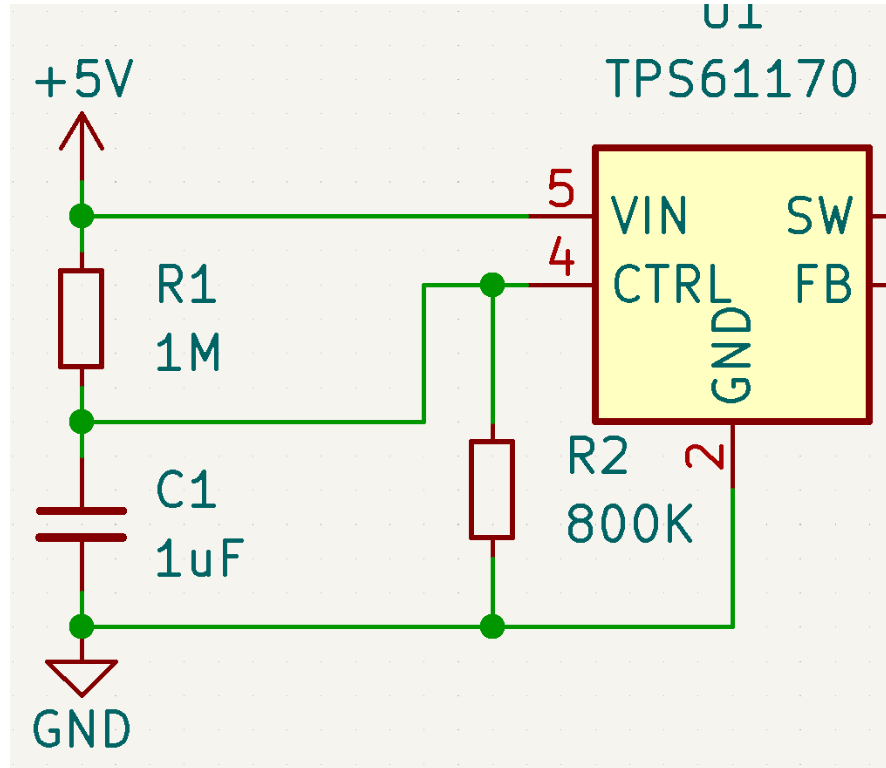 U1
TPS61170
+5V
5
VIN
SW
4
CTRL
FB
GND
2
R1
1M
R2
800K
C1
1uF
GND